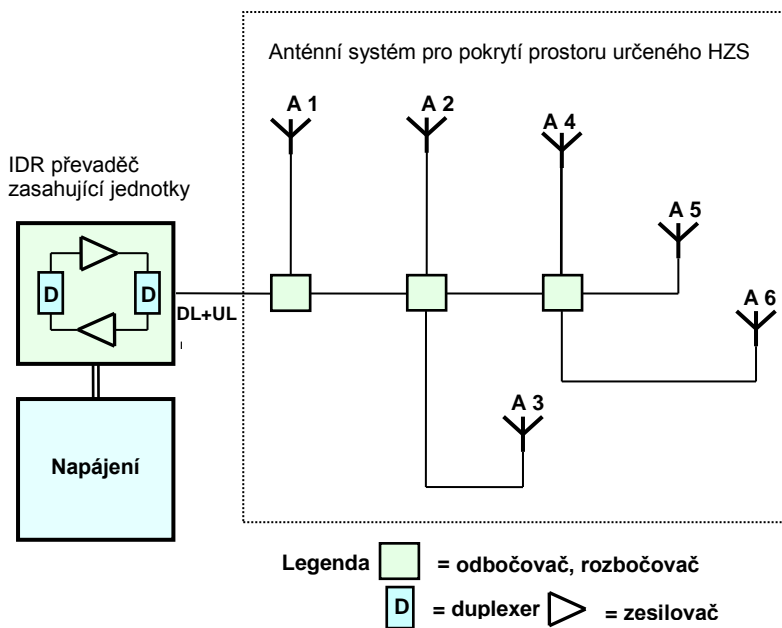 Anténní systém pro pokrytí prostoru určeného HZS
A 1
A 2
A 4
IDR převaděč
zasahující jednotky
A 5
D
D
DL+UL
A 6
A 3
Napájení
Legenda
= odbočovač, rozbočovač
D
= duplexer
= zesilovač